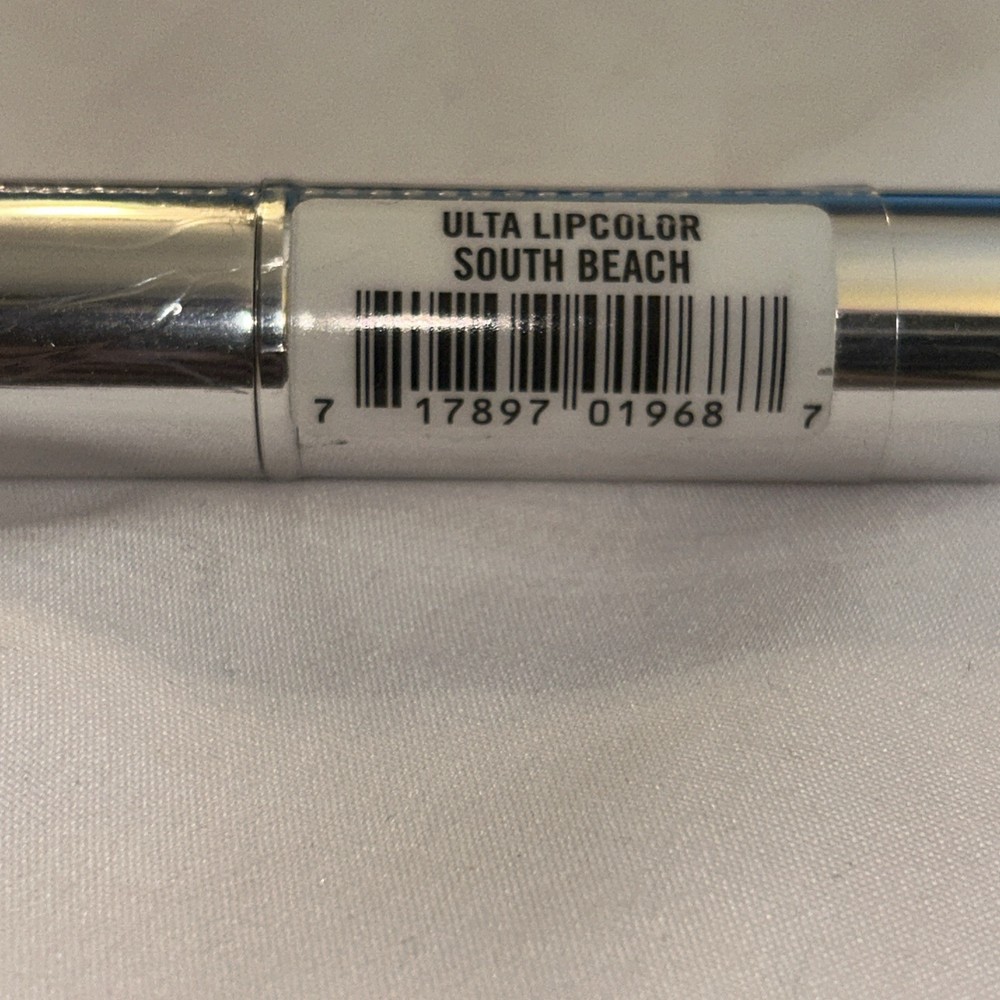 ULTA LIPCOLOR
SOUTH BEACH
7 17897 01968 7